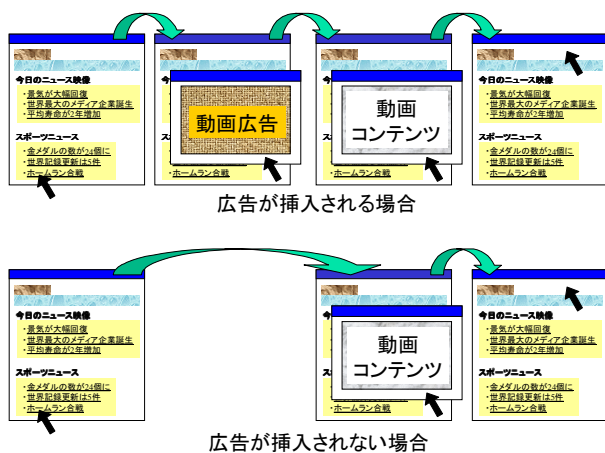 今日のニュース映像
・景気が大幅回復
・世界最大のメディア企業誕生
・平均寿命が2年増加
スポーツニュース
・金メダルの数が24個に
・世界記録更新は5件
・ホームラン合戦
動画広告
・ホームラン合戦
動画
コンテンツ
・ホームラン合戦
今日のニュース映像
・景気が大幅回復
・世界最大のメディア企業誕生
・平均寿命が2年増加
スポーツニュース
・金メダルの数が24個に
・世界記録更新は5件
・ホームラン合戦
広告が挿入される場合
今日のニュース映像
・景気が大幅回復
・世界最大のメディア企業誕生
・平均寿命が2年増加
スポーツニュース
・金メダルの数が24個に
・世界記録更新は5件
・ホームラン合戦
動画
コンテンツ
・ホームラン合戦
今日のニュース映像
・景気が大幅回復
・世界最大のメディア企業誕生
・平均寿命が2年増加
スポーツニュース
・金メダルの数が24個に
・世界記録更新は5件
・ホームラン合戦
広告が挿入されない場合